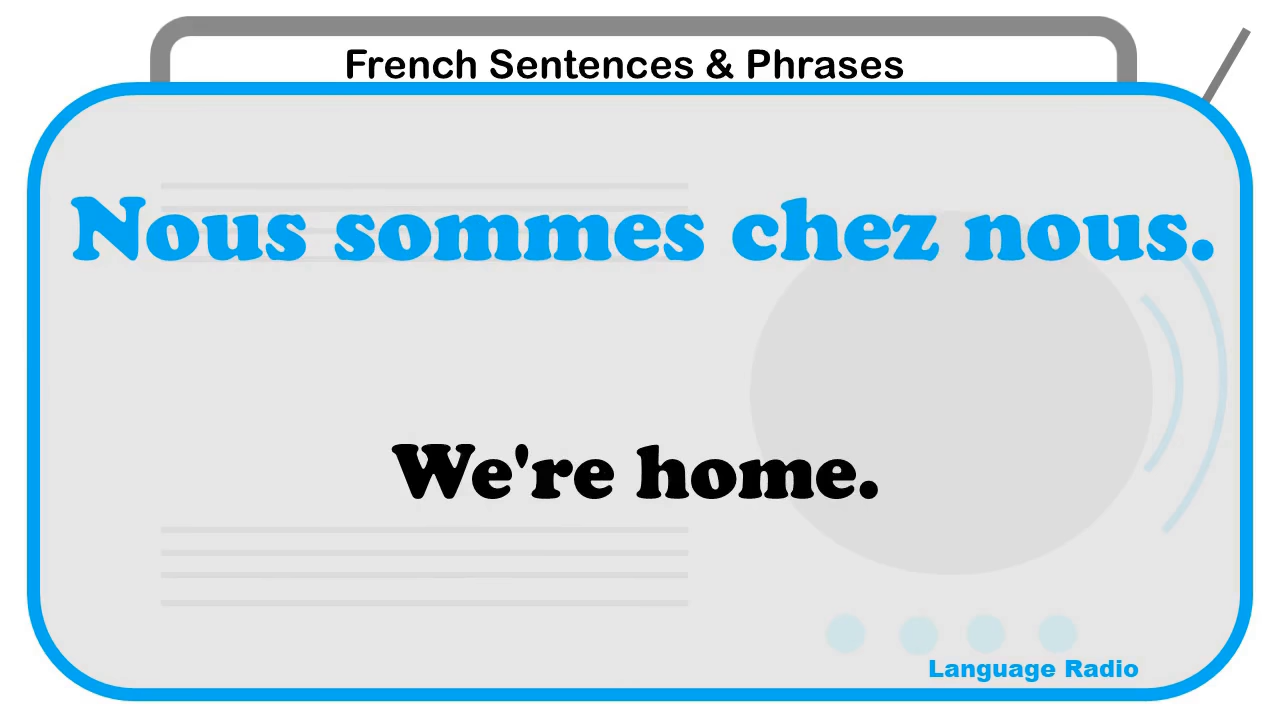 French Sentences & Phrases
Nous sommes chez nous.
We're home.
Language Radio